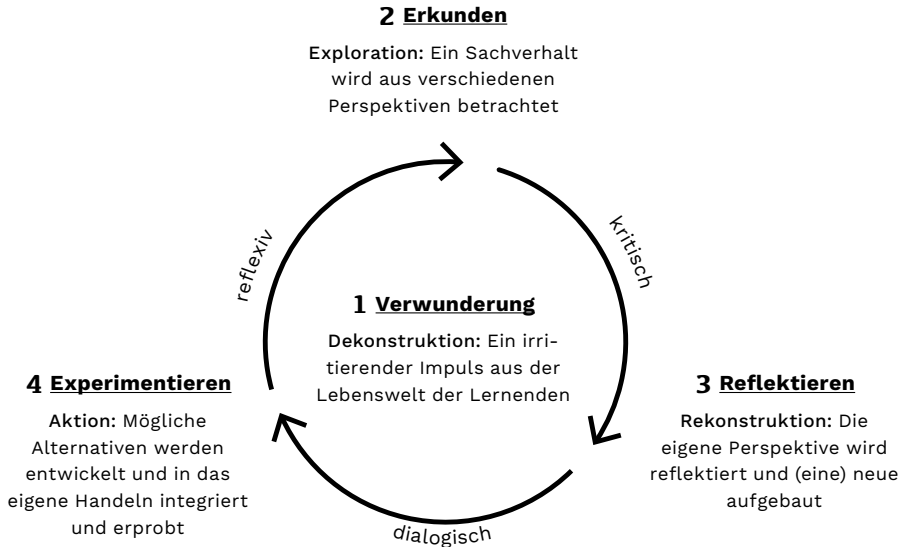 2 Erkunden
Exploration: Ein Sachverhalt
wird aus verschiedenen
Perspektiven betrachtet
reflexiv
kritisch
1 Verwunderung
Dekonstruktion: Ein irri-
tierender Impuls aus der
Lebenswelt der Lernenden
4 Experimentieren
Aktion: Mögliche
Alternativen werden
entwickelt und in das
eigene Handeln integriert
und erprobt
3 Reflektieren
Rekonstruktion: Die
eigene Perspektive wird
reflektiert und (eine) neue
aufgebaut
dialogisch